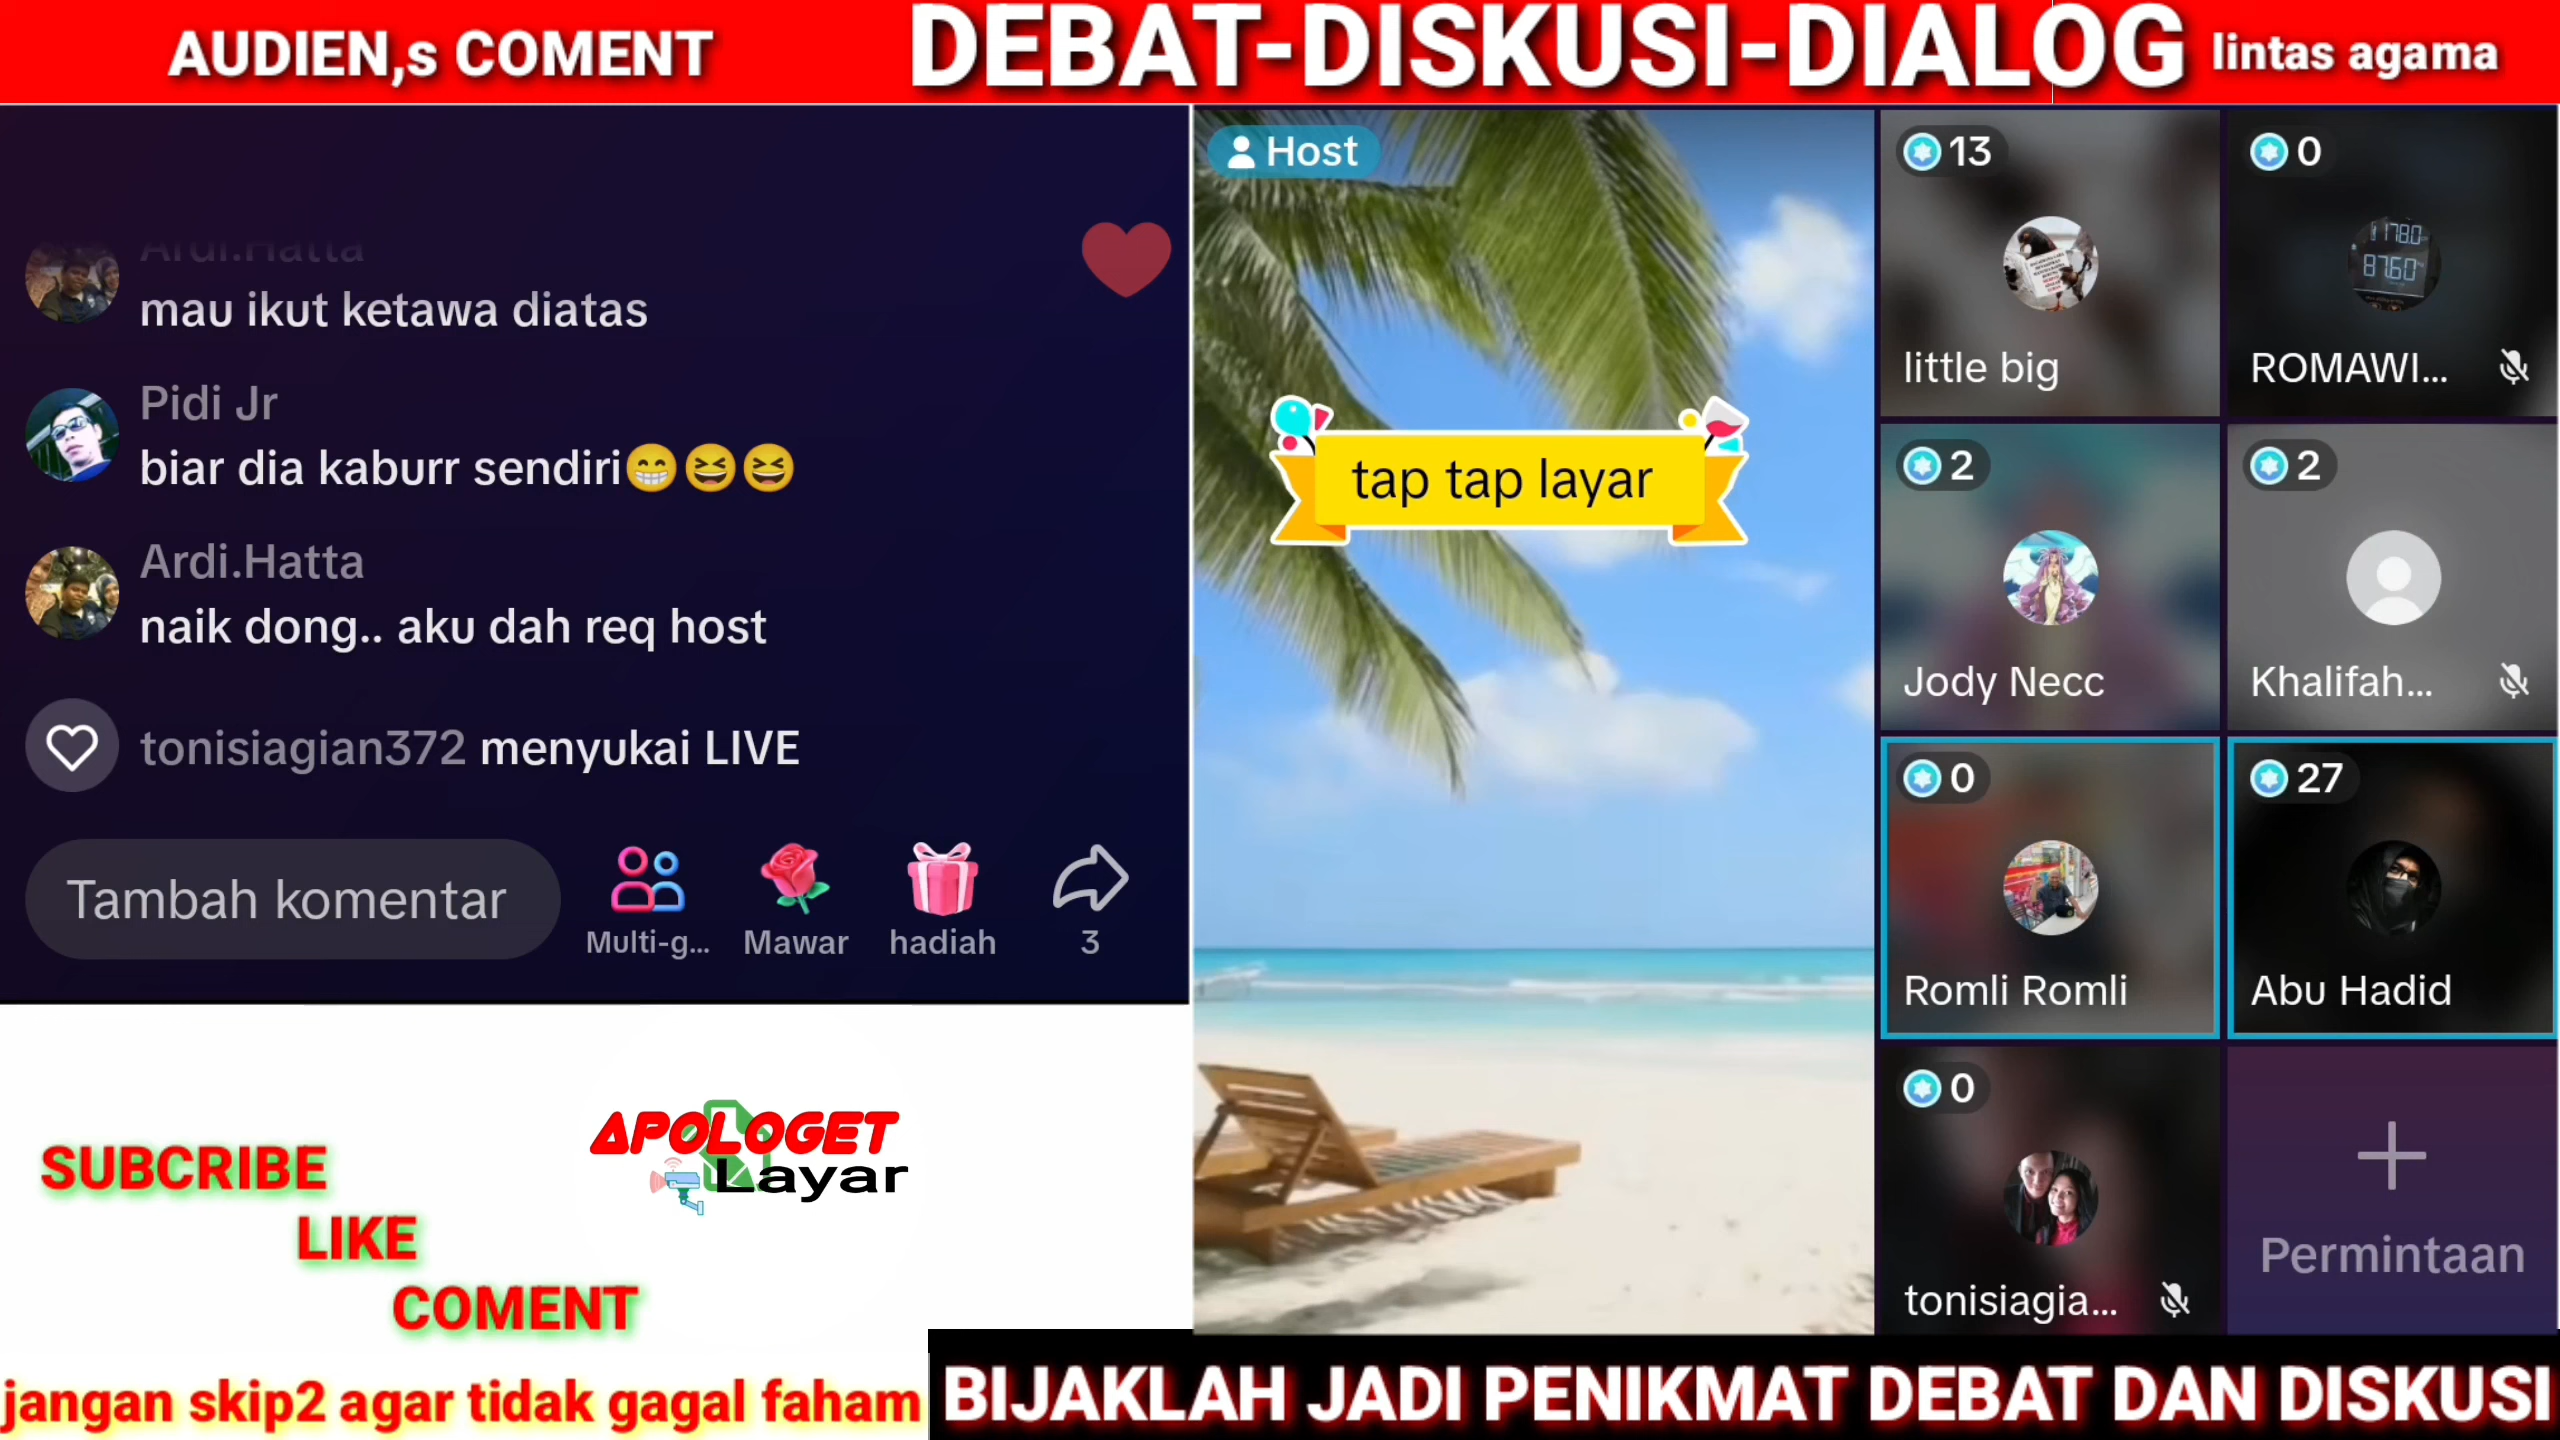 AUDIEN,s COMENT
DEBAT-DISKUSI-DIALOG lintas agama
Ardi.Hatta
mau ikut ketawa diatas
Pidi Jr
biar dia kaburr sendiri😁😆😆
Ardi.Hatta
naik dong.. aku dah req host
tonisiagian372 menyukai LIVE
Tambah komentar
Multi-g...
Mawar
hadiah
3
Host
tap tap layar
13
little big
0
ROMAWI...
2
Jody Necc
2
Khalifah...
0
Romli Romli
27
Abu Hadid
0
tonisiagia...
Permintaan
SUBCRIBE
LIKE
COMENT
APOLOGET
Layar
jangan skip2 agar tidak gagal faham
BIJAKLAH JADI PENIKMAT DEBAT DAN DISKUSI